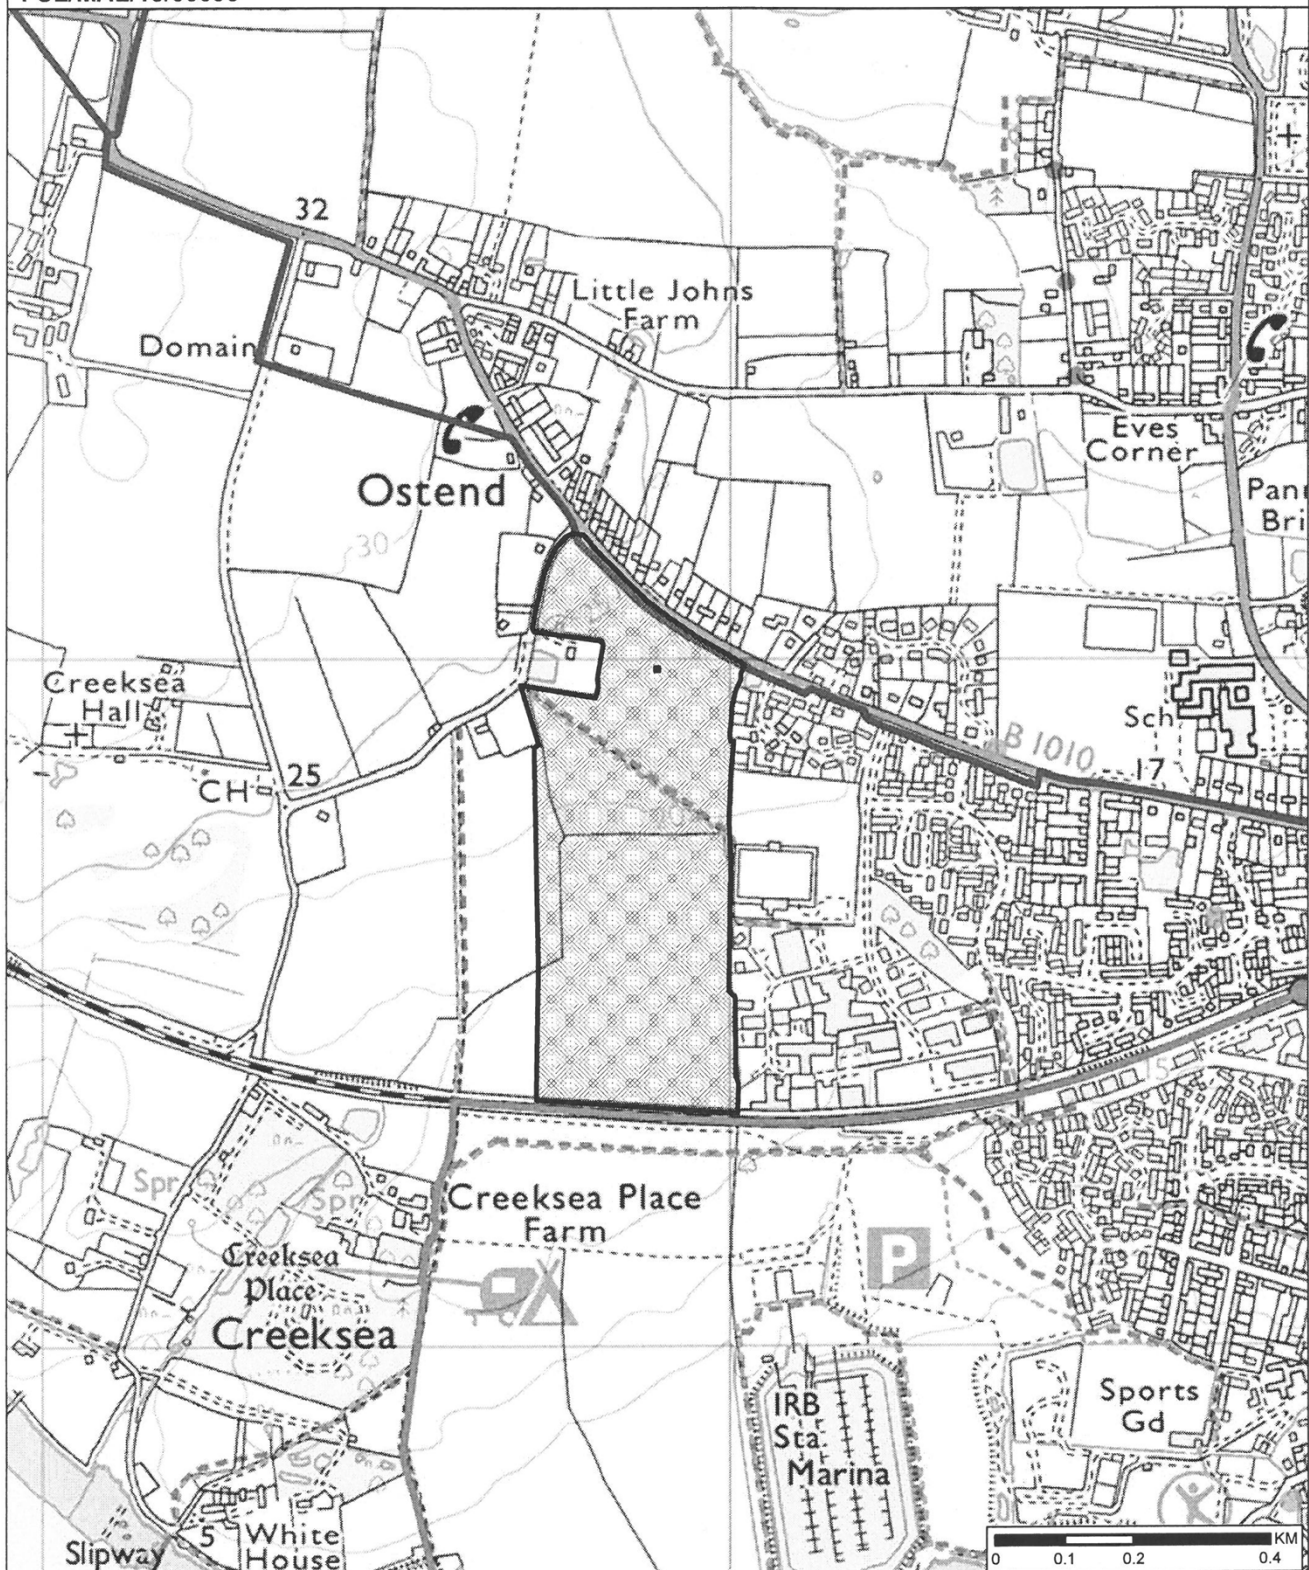 32
Little Johns
Farm
Domain
Eves
Corner
Ostend
30
Creeksea
Hall
Sch
B 1010
17
CH
25
20
15
Spr
Spr
Creeksea Place
Farm
P
Creeksea
Place
Creeksea
IRB
Sta
Marina
Sports
Gd
5
White
House
Slipway
KM
0
0.1
0.2
0.4